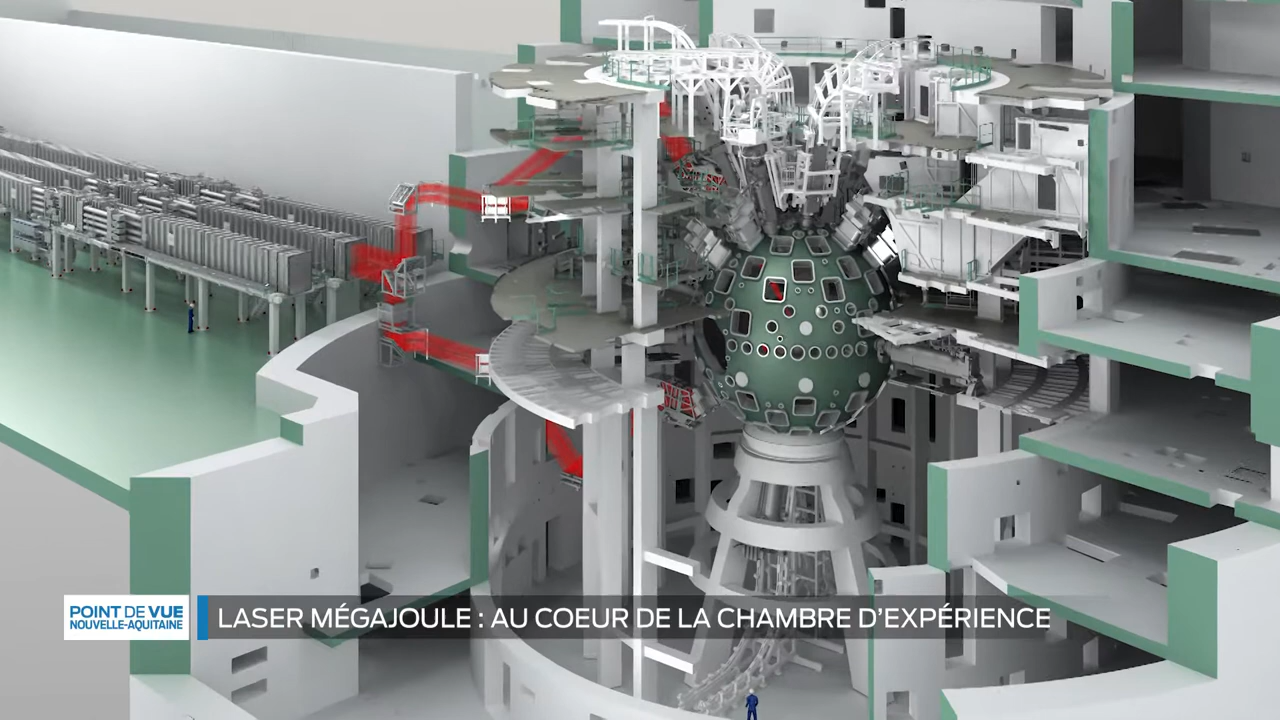 POINT DE VUE
NOUVELLE-AQUITAINE
LASER MÉGAJOULE : AU COEUR DE LA CHAMBRE D'EXPÉRIENCE